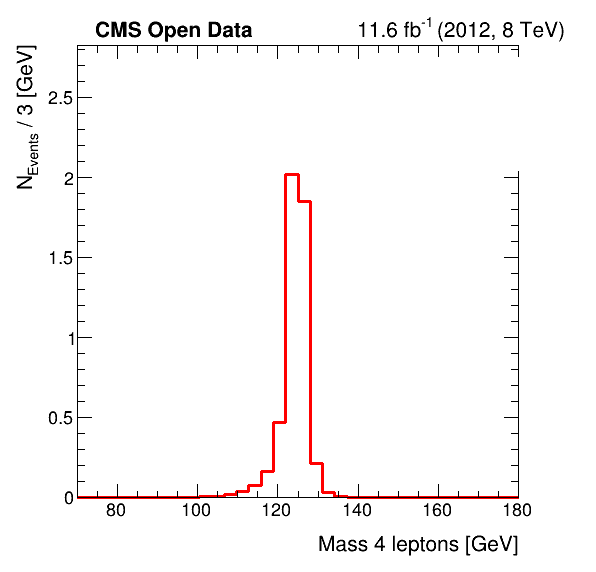 CMS Open Data
11.6 fb-1 (2012, 8 TeV)
NEvents / 3 [GeV]
2.5
2
1.5
1
0.5
0
80 100 120 140 160 180
Mass 4 leptons [GeV]